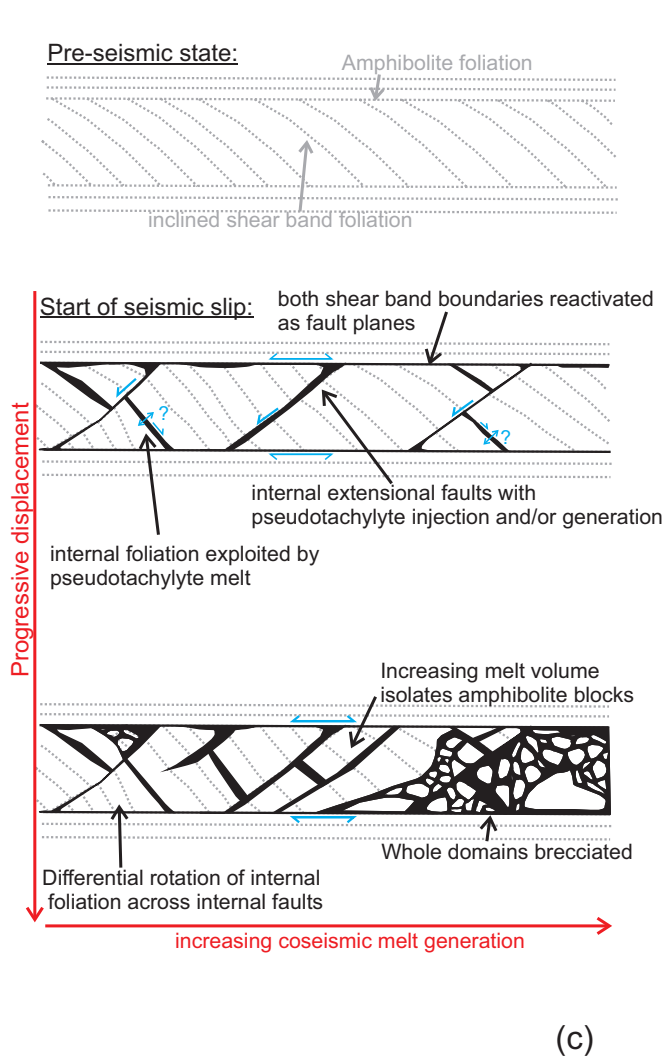 Pre-seismic state:
Amphibolite foliation
inclined shear band foliation
Start of seismic slip:
both shear band boundaries reactivated
as fault planes
?
?
internal extensional faults with
pseudotachylyte injection and/or generation
internal foliation exploited by
pseudotachylyte melt
Progressive displacement
Increasing melt volume
isolates amphibolite blocks
Whole domains brecciated
Differential rotation of internal
foliation across internal faults
increasing coseismic melt generation
(c)